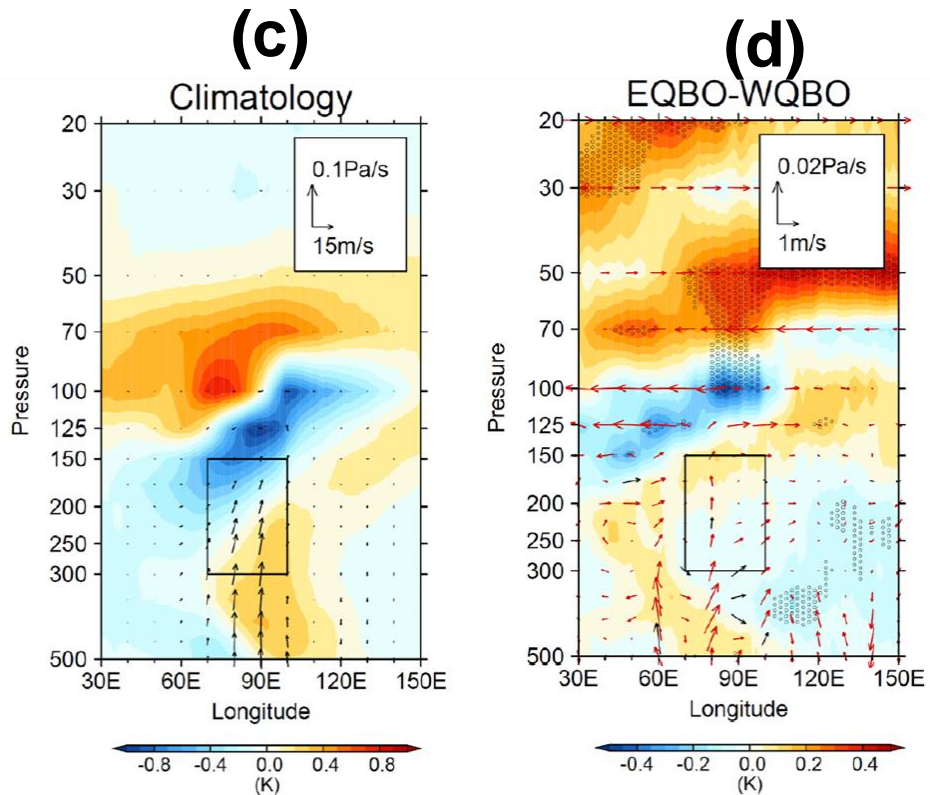 (c)
Climatology
20
30
50
70
100
125
150
200
250
300
500
Pressure
0.1Pa/s
15m/s
30E 60E 90E 120E 150E
Longitude
-0.8 -0.4 0.0 0.4 0.8
(K)
(d)
EQBO-WQBO
20
30
50
70
100
125
150
200
250
300
500
Pressure
0.02Pa/s
1m/s
30E 60E 90E 120E 150E
Longitude
-0.4 -0.2 0.0 0.2 0.4
(K)